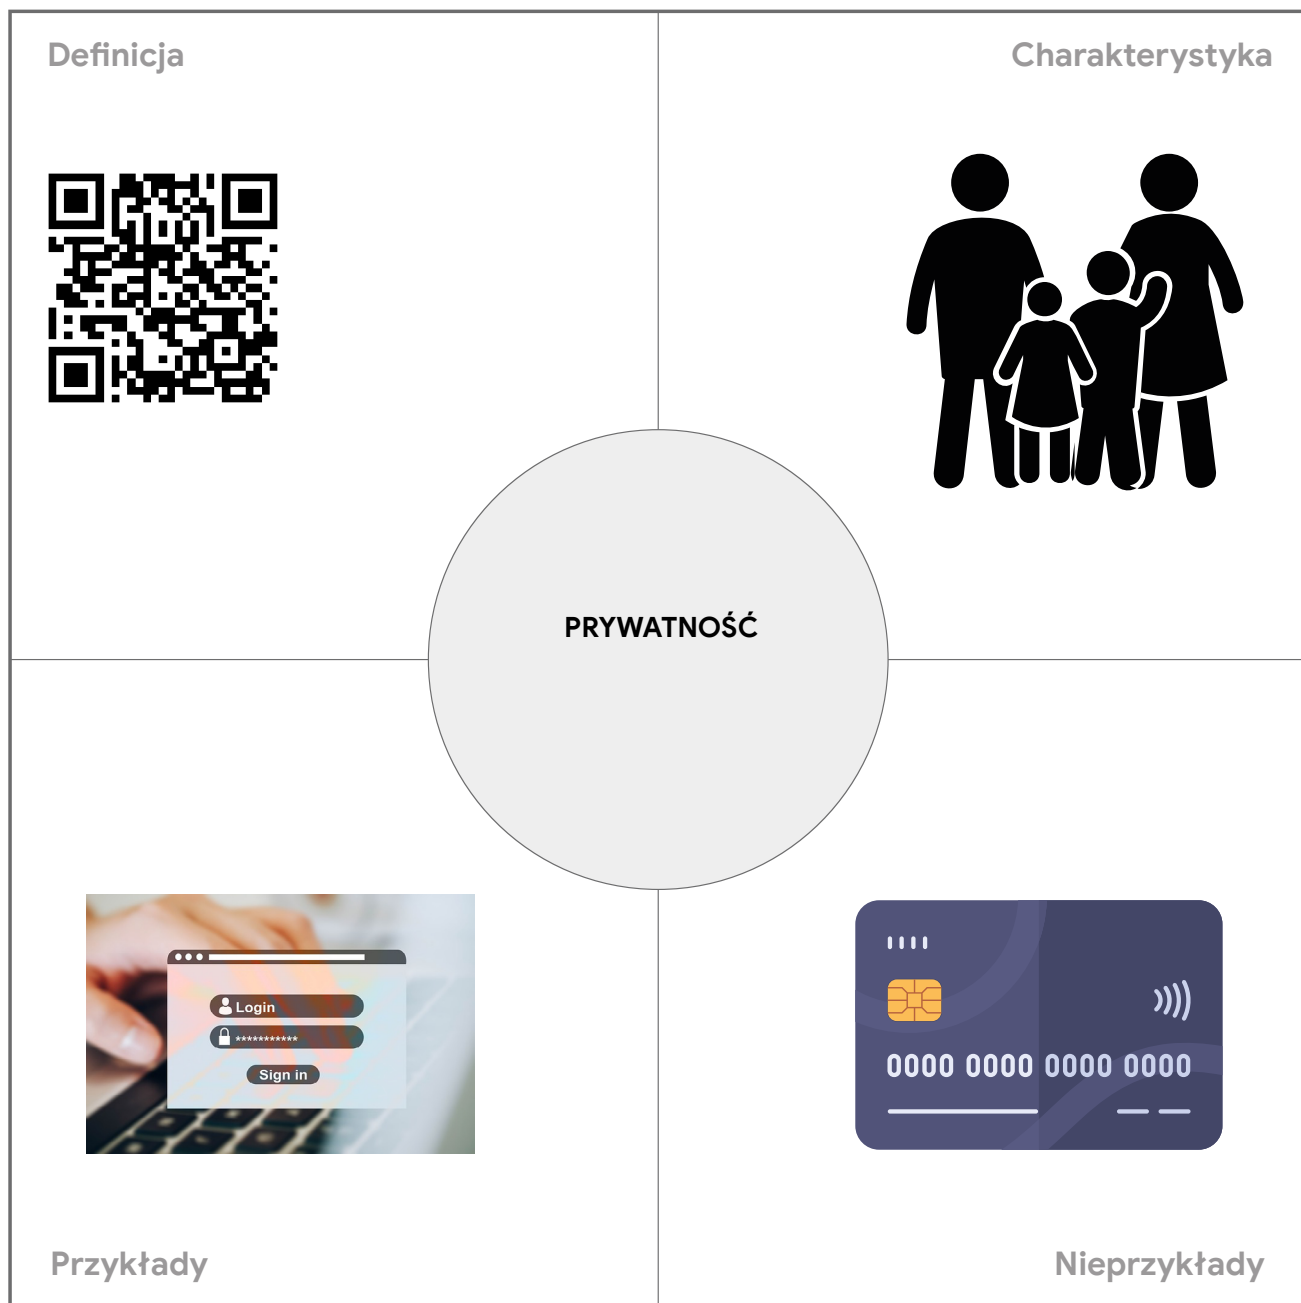 Definicja
Charakterystyka
PRYWATNOŚĆ
Login
***********
Sign in
0000 0000 0000 0000
Przykłady
Nieprzykłady